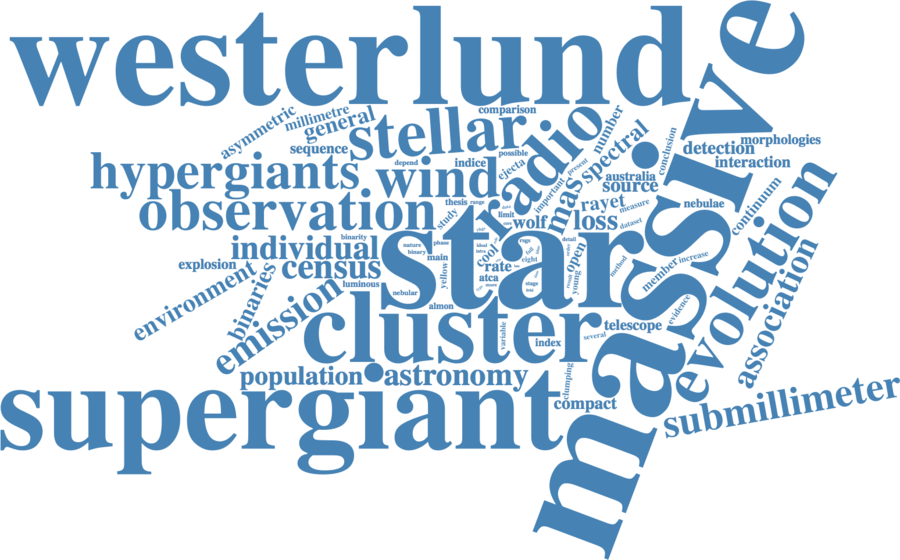 westerlund
massive
asymmetric
millimetre
general
sequence
comparison
stellar
radio
number
spectral
conclusion
detection
morphologies
interaction
hypergiants
depend
wind
indice
possible
ejecta
important
present
mas
australia
source
continuum
observation
thesis
range
study
limit
wolf
rayet
loss
measure
dataset
nebulae
individual
binarity
nature
binary
phase
main
star
cool
right
detail
open
explosion
census
environment
binaries
luminous
yellow
rate
atca
stage
young
method
member
increase
evolution
association
emission
nebular
almon
cluster
variable
index
several
telescope
evidence
population
astronomy
clumping
compact
supergiant
submillimeter